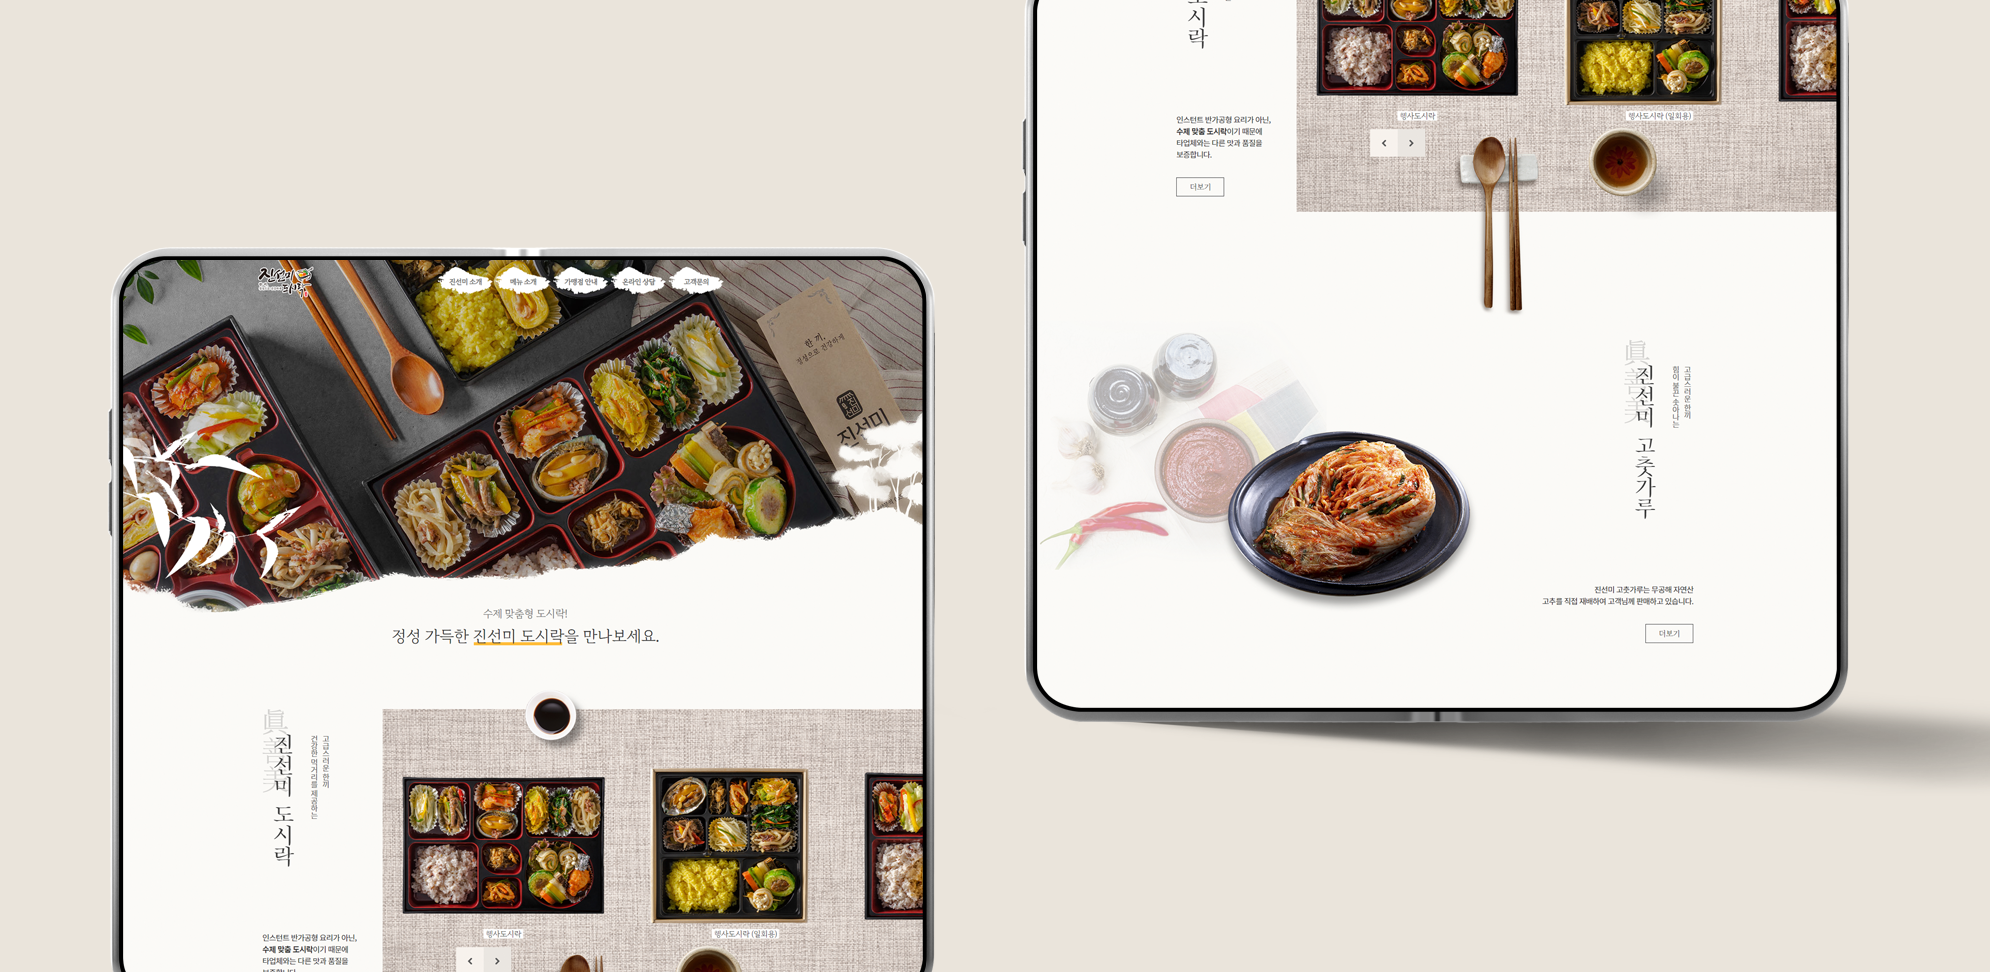 진선미
도시락
진선미 소개
메뉴 소개
가맹점 안내
온라인 상담
고객문의
한 끼,
정성으로 건강하게
진선미
진선미
수제 맞춤형 도시락!
정성 가득한 진선미 도시락을 만나보세요.
眞善美
진선미 도시락
고급스러운 한끼
건강한 먹거리를 제공하는
인스턴트 반가공형 요리가 아닌,
수제 맞춤 도시락이기 때문에
타업체와는 다른 맛과 품질을
보증합니다.
행사도시락
행사도시락 (일회용)
도시락
인스턴트 반가공형 요리가 아닌,
수제 맞춤 도시락이기 때문에
타업체와는 다른 맛과 품질을
보증합니다.
더보기
행사도시락
행사도시락 (일회용)
眞善美
진선미 고춧가루
고급스러운 한끼
힘이 불끈 솟아나는
진선미 고춧가루는 무공해 자연산
고추를 직접 재배하여 고객님께 판매하고 있습니다.
더보기